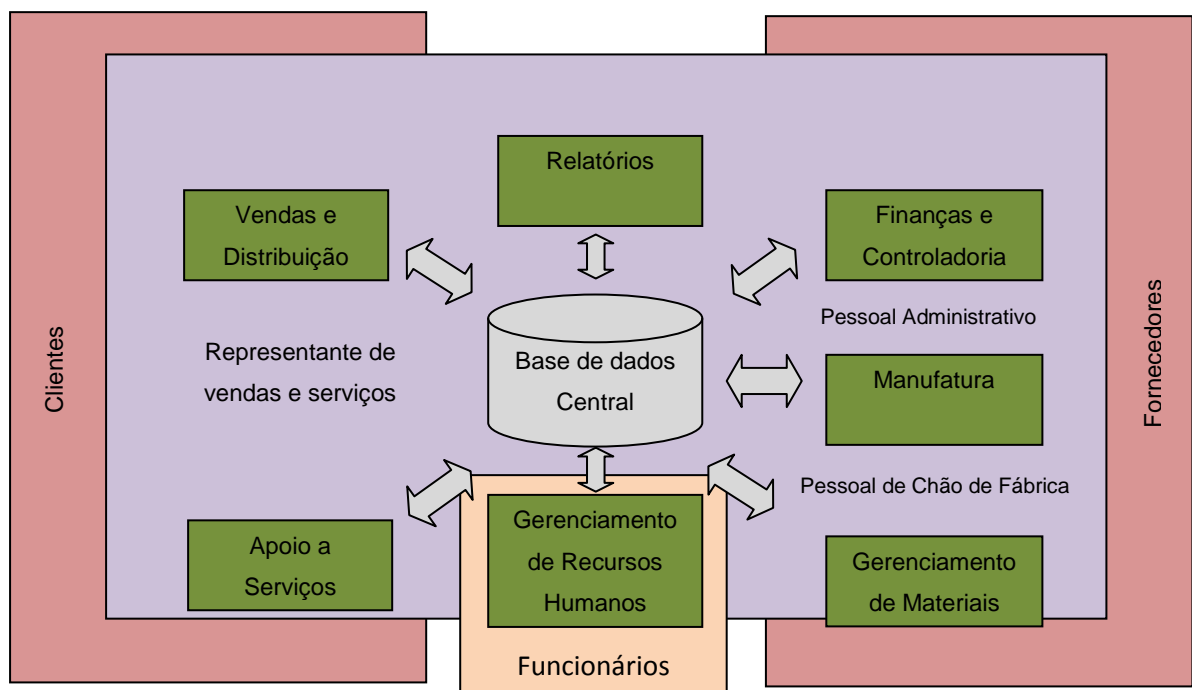 Relatórios
Vendas e
Distribuição
Finanças e
Controladoria
Pessoal Administrativo
Clientes
Representante de
vendas e serviços
Base de dados
Central
Manufatura
Fornecedores
Pessoal de Chão de Fábrica
Apoio a
Serviços
Gerenciamento
de Recursos
Humanos
Gerenciamento
de Materiais
Funcionários